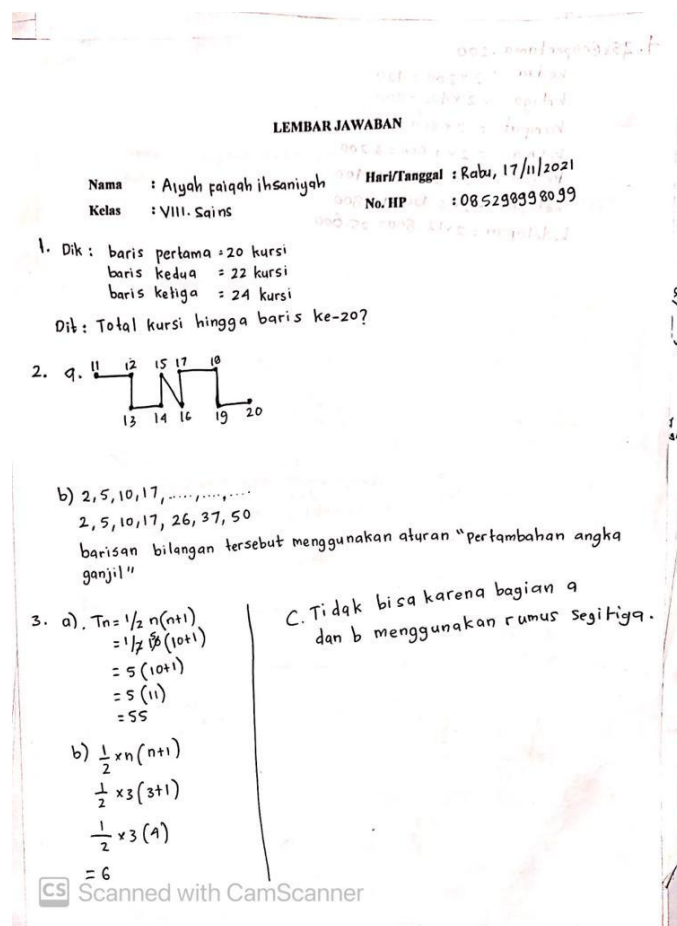 LEMBAR JAWABAN
Nama : Aiyah faiqah ihsaniyah
Hari/Tanggal : Rabu, 17/11/2021
Kelas : VIII. Sains
No. HP : 085298998099
1. Dik : baris pertama = 20 kursi
baris kedua = 22 kursi
baris ketiga = 24 kursi
Dit : Total kursi hingga baris ke-20?
2. a. 11 12 15 17 18
13 14 16 19 20
b) 2, 5, 10, 17, ....., ...., ....
2, 5, 10, 17, 26, 37, 50
barisan bilangan tersebut menggunakan aturan "pertambahan angka
ganjil"
3. a). Tn = 1/2 n(n+1)
= 1/2 10 (10+1)
= 5 (10+1)
= 5 (11)
= 55
b) 1/2 x n (n+1)
1/2 x 3 (3+1)
1/2 x 3 (4)
= 6
C. Tidak bisa karena bagian a
dan b menggunakan rumus segitiga.
CS Scanned with CamScanner